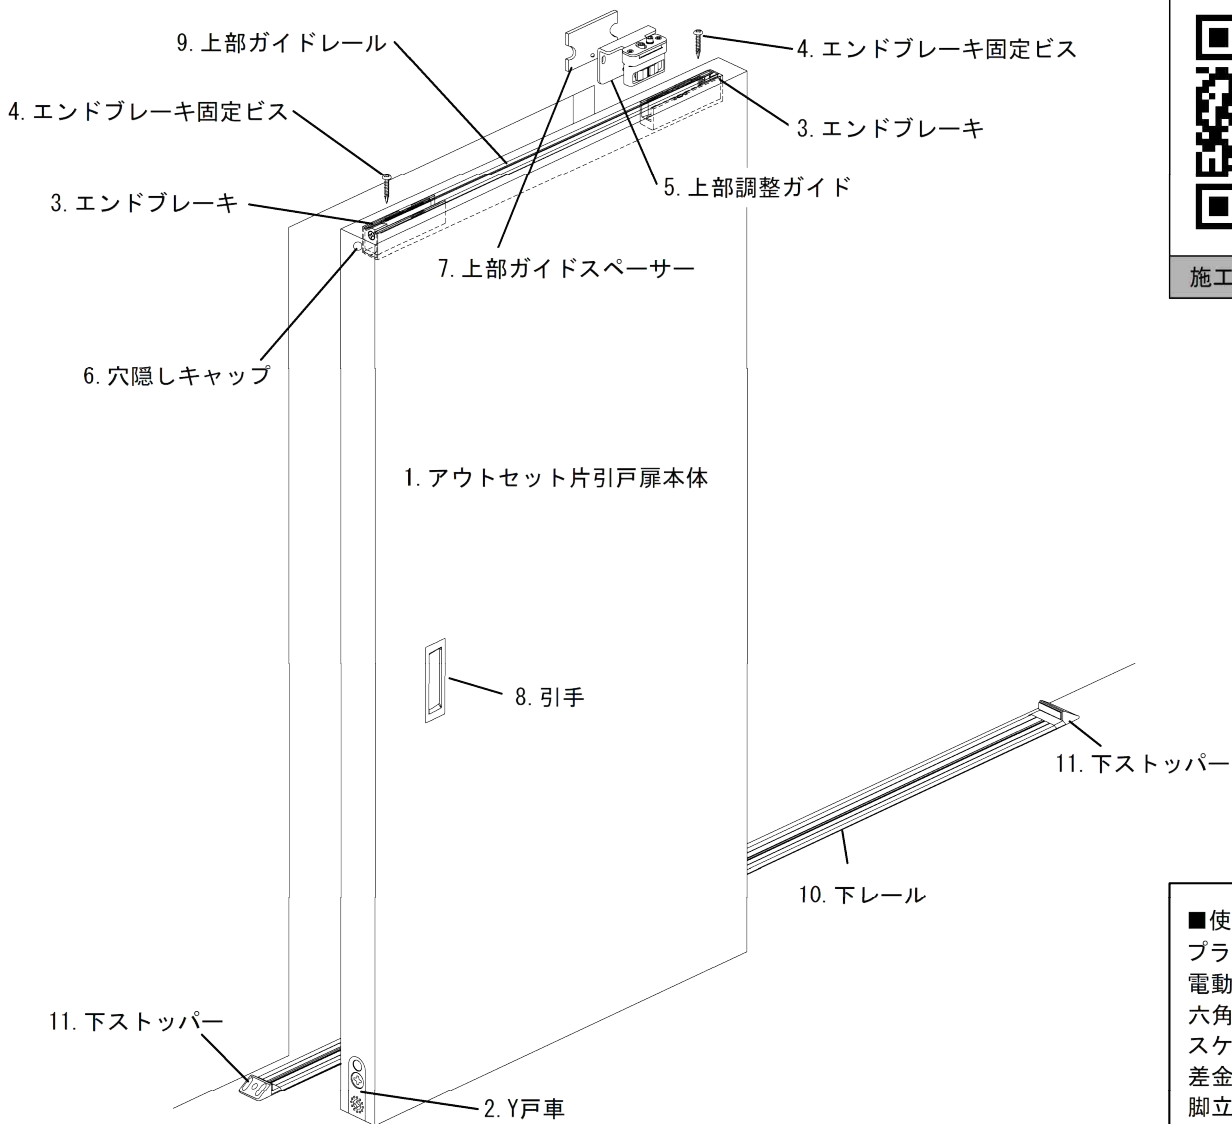 9.上部ガイドレール
4.エンドブレーキ固定ビス
4.エンドブレーキ固定ビス
3.エンドブレーキ
5.上部調整ガイド
3.エンドブレーキ
7.上部ガイドスペーサー
施工
6.穴隠しキャップ
1.アウトセット片引戸扉本体
8.引手
11.下ストッパー
10.下レール
■使
プラ
電動
六角
スケ
差金
脚立
11.下ストッパー
2.Y戸車